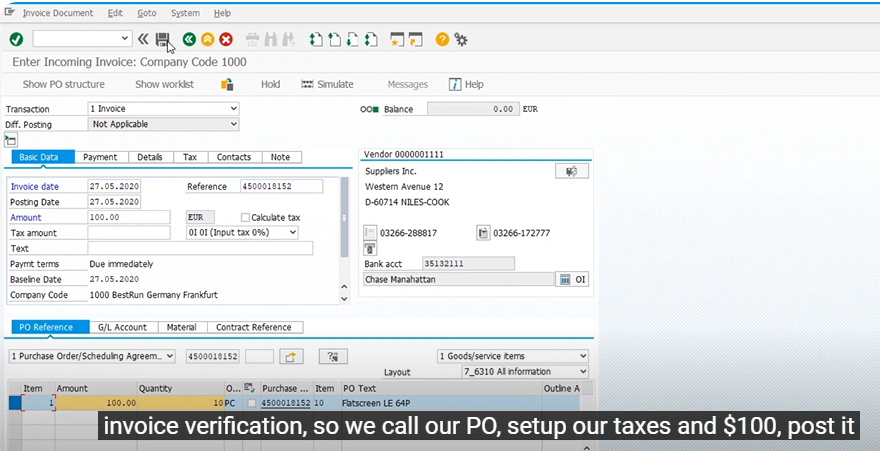 Invoice Document Edit Goto System Help
Enter Incoming Invoice: Company Code 1000
Show PO structure Show worklist Hold Simulate Messages Help
Transaction 1 Invoice Balance 0.00 EUR
Diff. Posting Not Applicable
Basic Data Payment Details Tax Contacts Note
Invoice date 27.05.2020 Reference 4500018152
Posting Date 27.05.2020
Amount 100.00 EUR Calculate tax
Tax amount 0I 0I (Input tax 0%)
Text
Paymt terms Due immediately
Baseline Date 27.05.2020
Company Code 1000 BestRun Germany Frankfurt
Vendor 0000001111
Suppliers Inc.
Western Avenue 12
D-60714 NILES-COOK
03266-288817 03266-172777
Bank acct 35132111
Chase Manahattan OI
PO Reference G/L Account Material Contract Reference
1 Purchase Order/Scheduling Agreem... 4500018152 1 Goods/service items
Layout 7_6310 All information
Item Amount Quantity O... Purchase ... Item PO Text Outline A
1 100.00 10 PC 4500018152 10 Flatscreen LE 64P
invoice verification, so we call our PO, setup our taxes and $100, post it